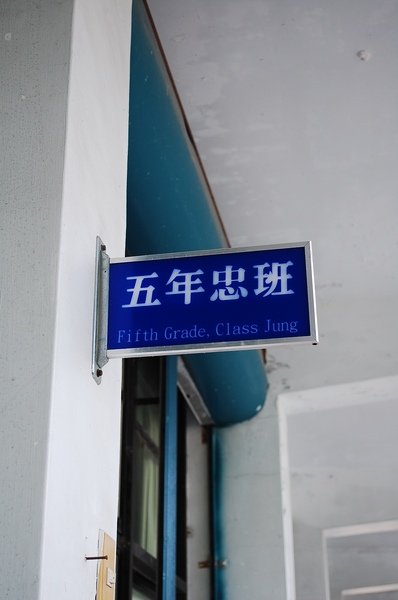 五年忠班
Fifth Grade, Class Jung